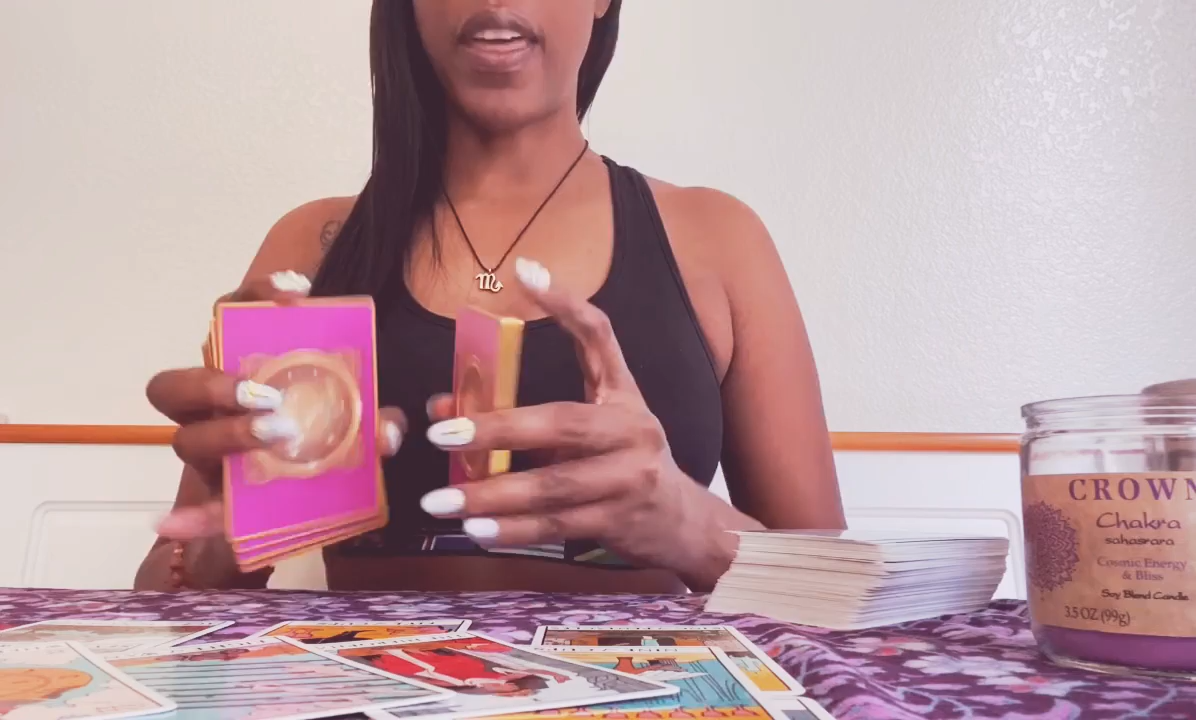 CROWN
Chakra
sahasrara
Cosmic Energy
& Bliss
Soy Blend Candle
3.5 OZ (99g)